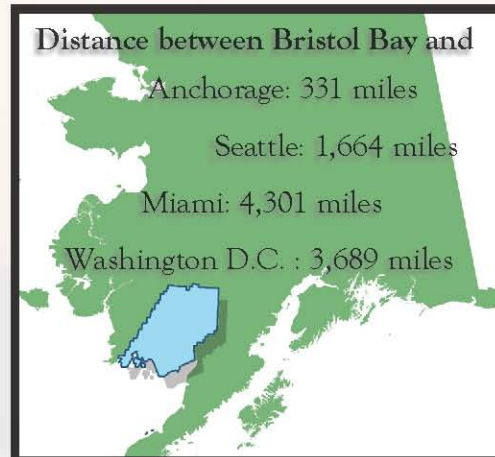 Distance between Bristol Bay and
Anchorage: 331 miles
Seattle: 1,664 miles
Miami: 4,301 miles
Washington D.C. : 3,689 miles